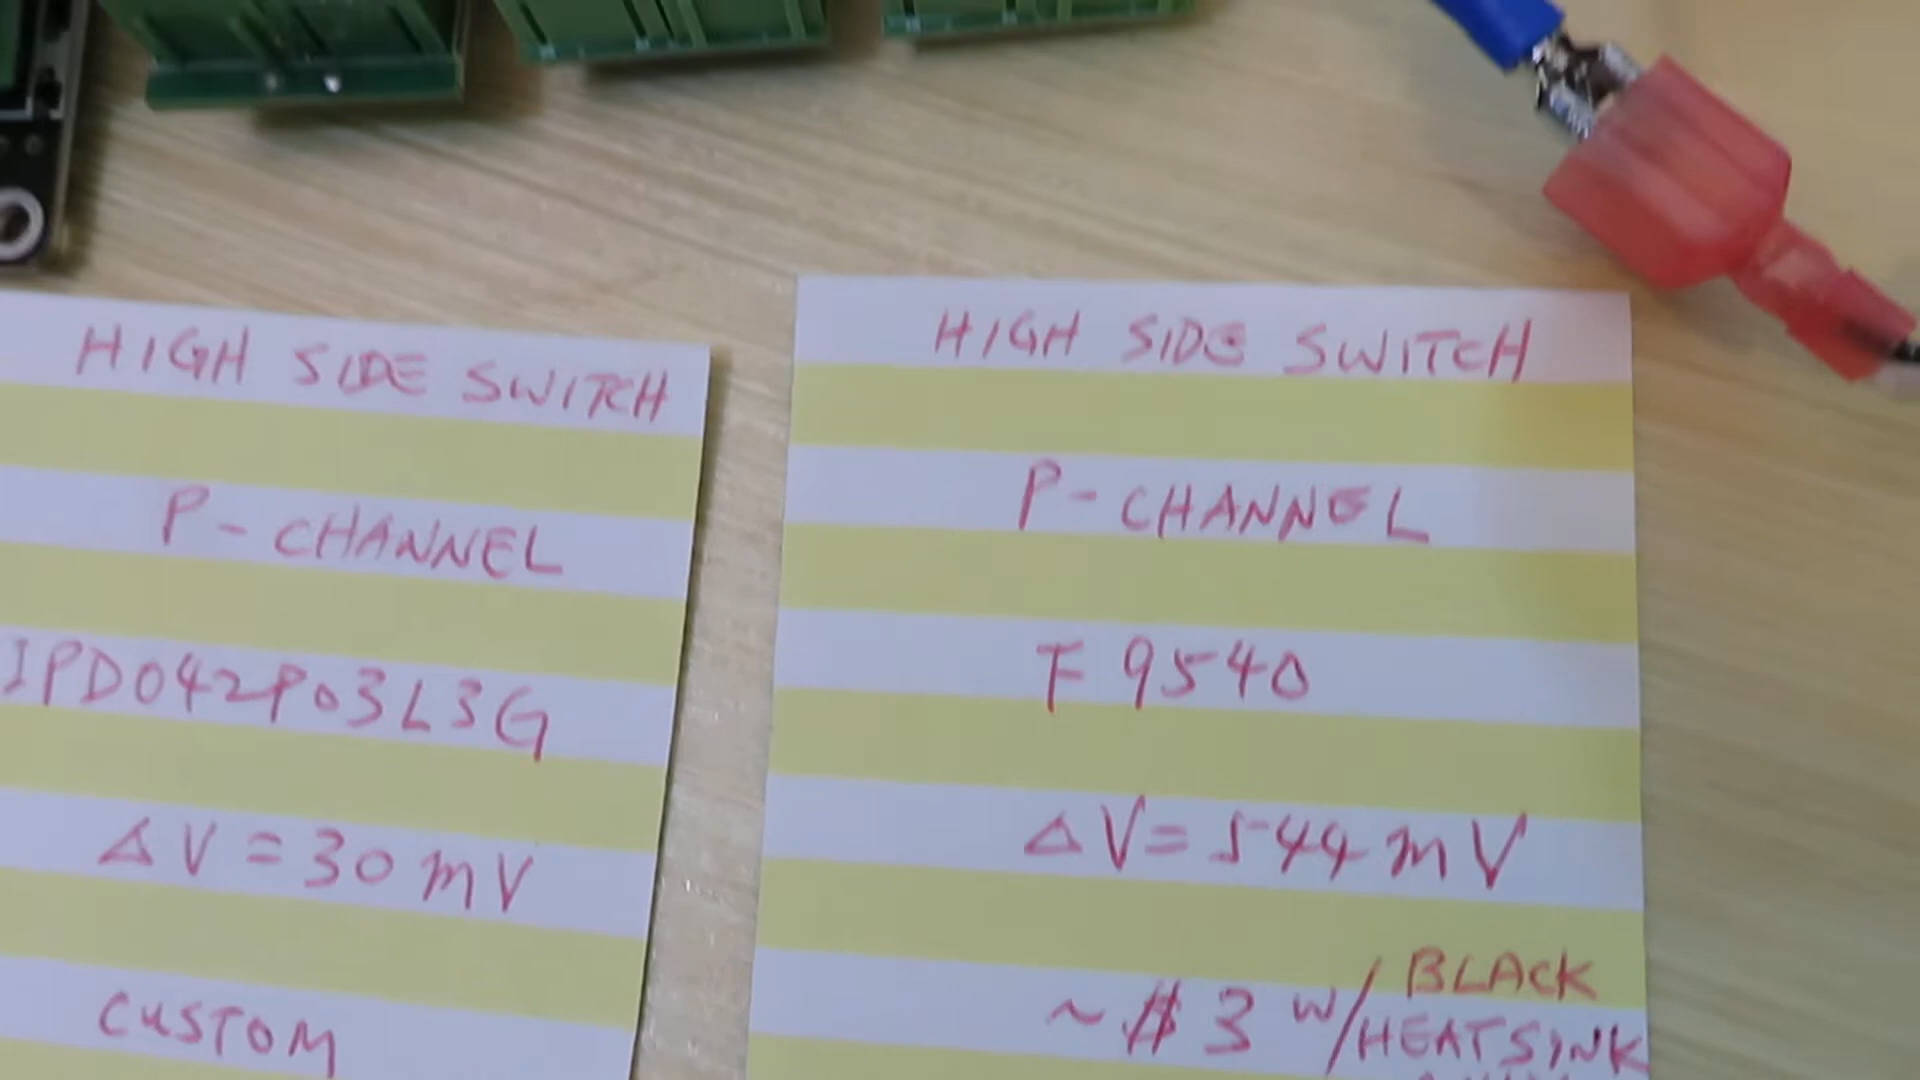 HIGH SIDE SWITCH
P-CHANNEL
IPD042P03L3G
ΔV=30mV
CUSTOM
HIGH SIDE SWITCH
P-CHANNEL
F9540
ΔV=544mV
~$3 w/BLACK
HEATSINK